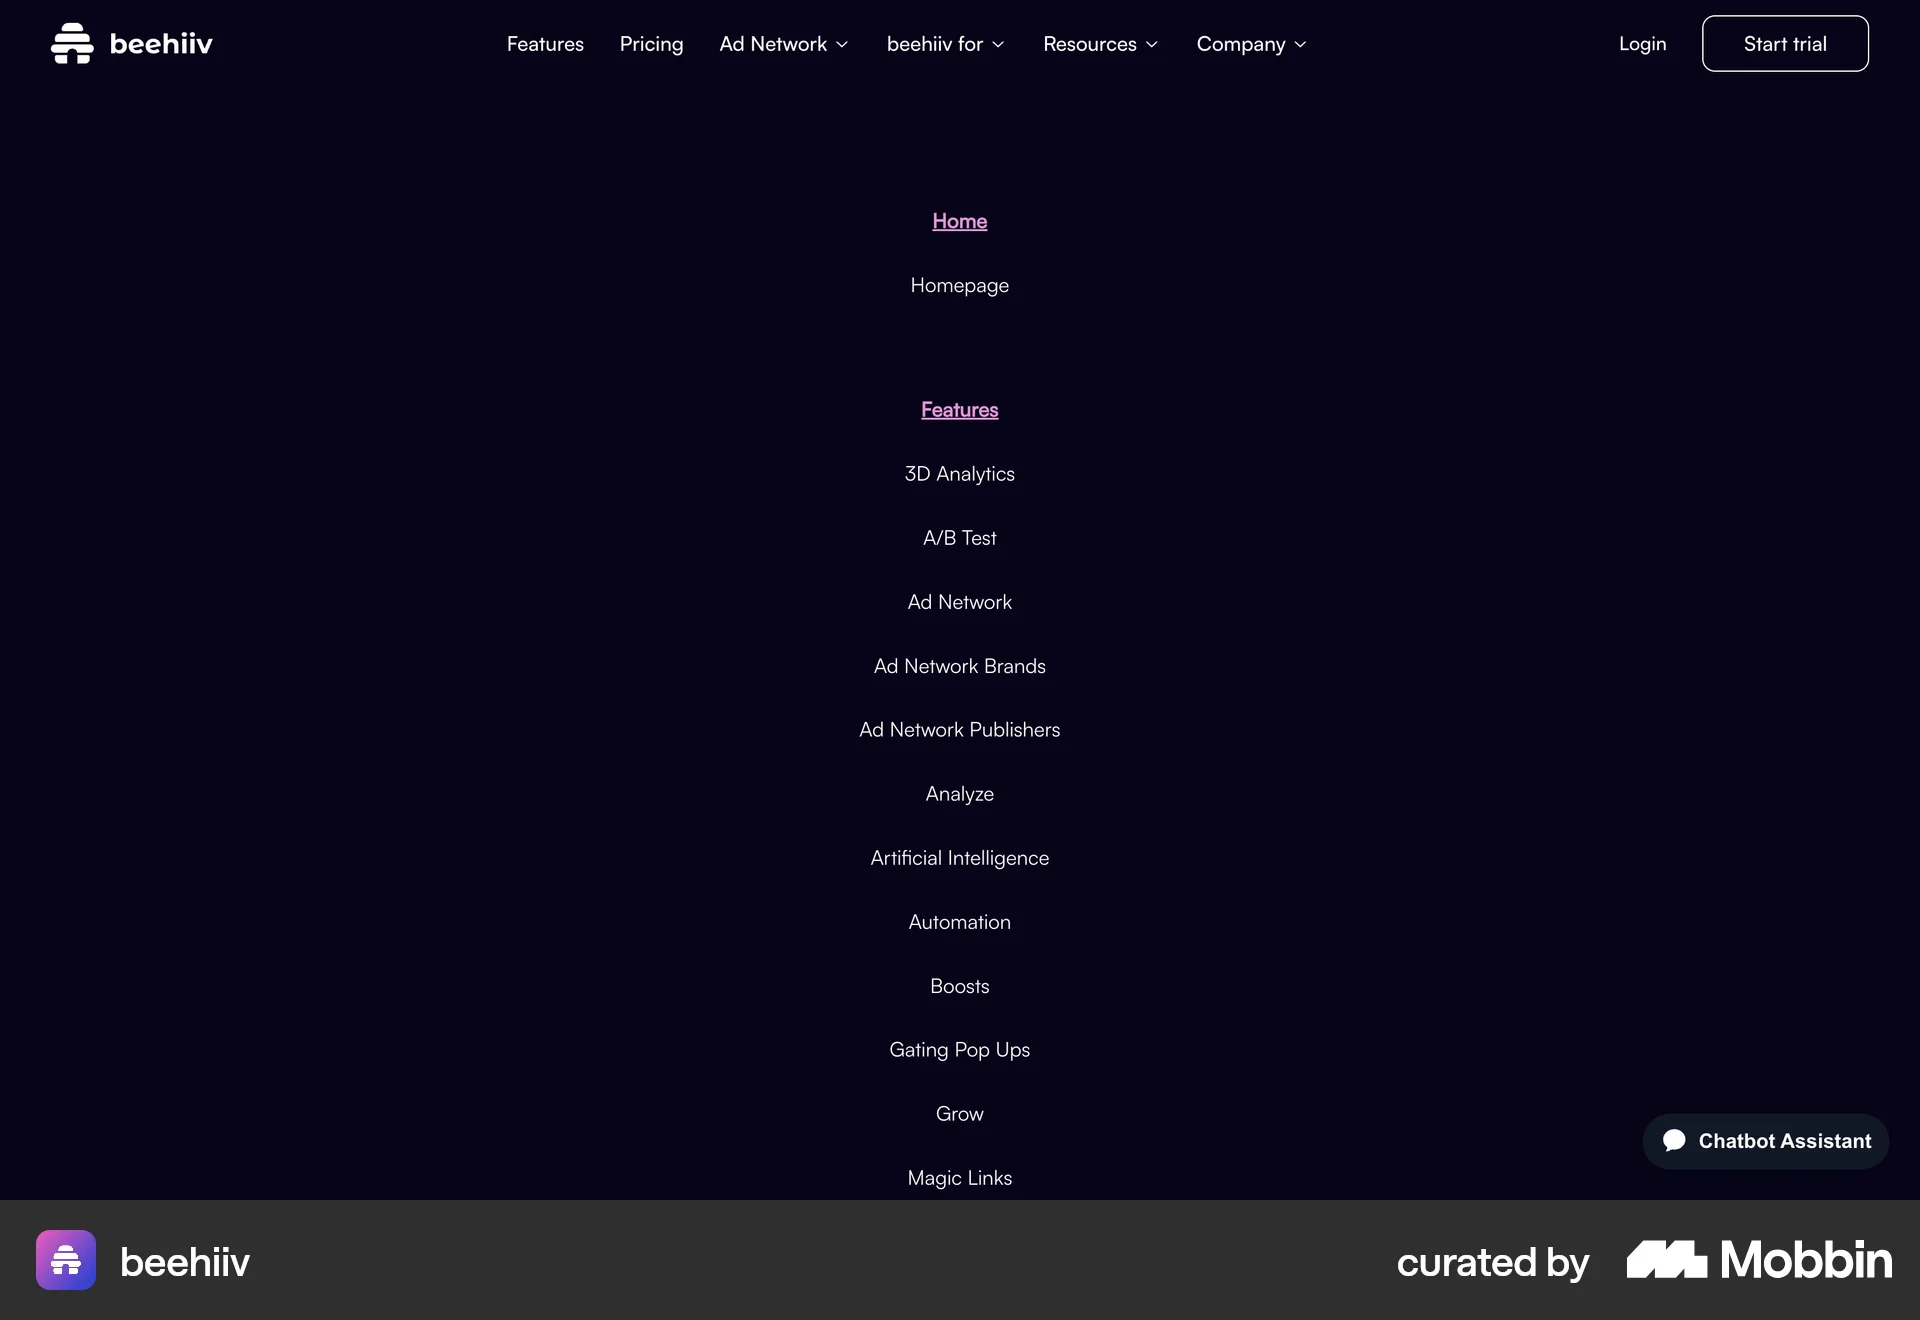 beehiiv
Features Pricing Ad Network beehiiv for Resources Company
Login
Start trial
Home
Homepage
Features
3D Analytics
A/B Test
Ad Network
Ad Network Brands
Ad Network Publishers
Analyze
Artificial Intelligence
Automation
Boosts
Gating Pop Ups
Grow
Magic Links
Chatbot Assistant
beehiiv
curated by Mobbin